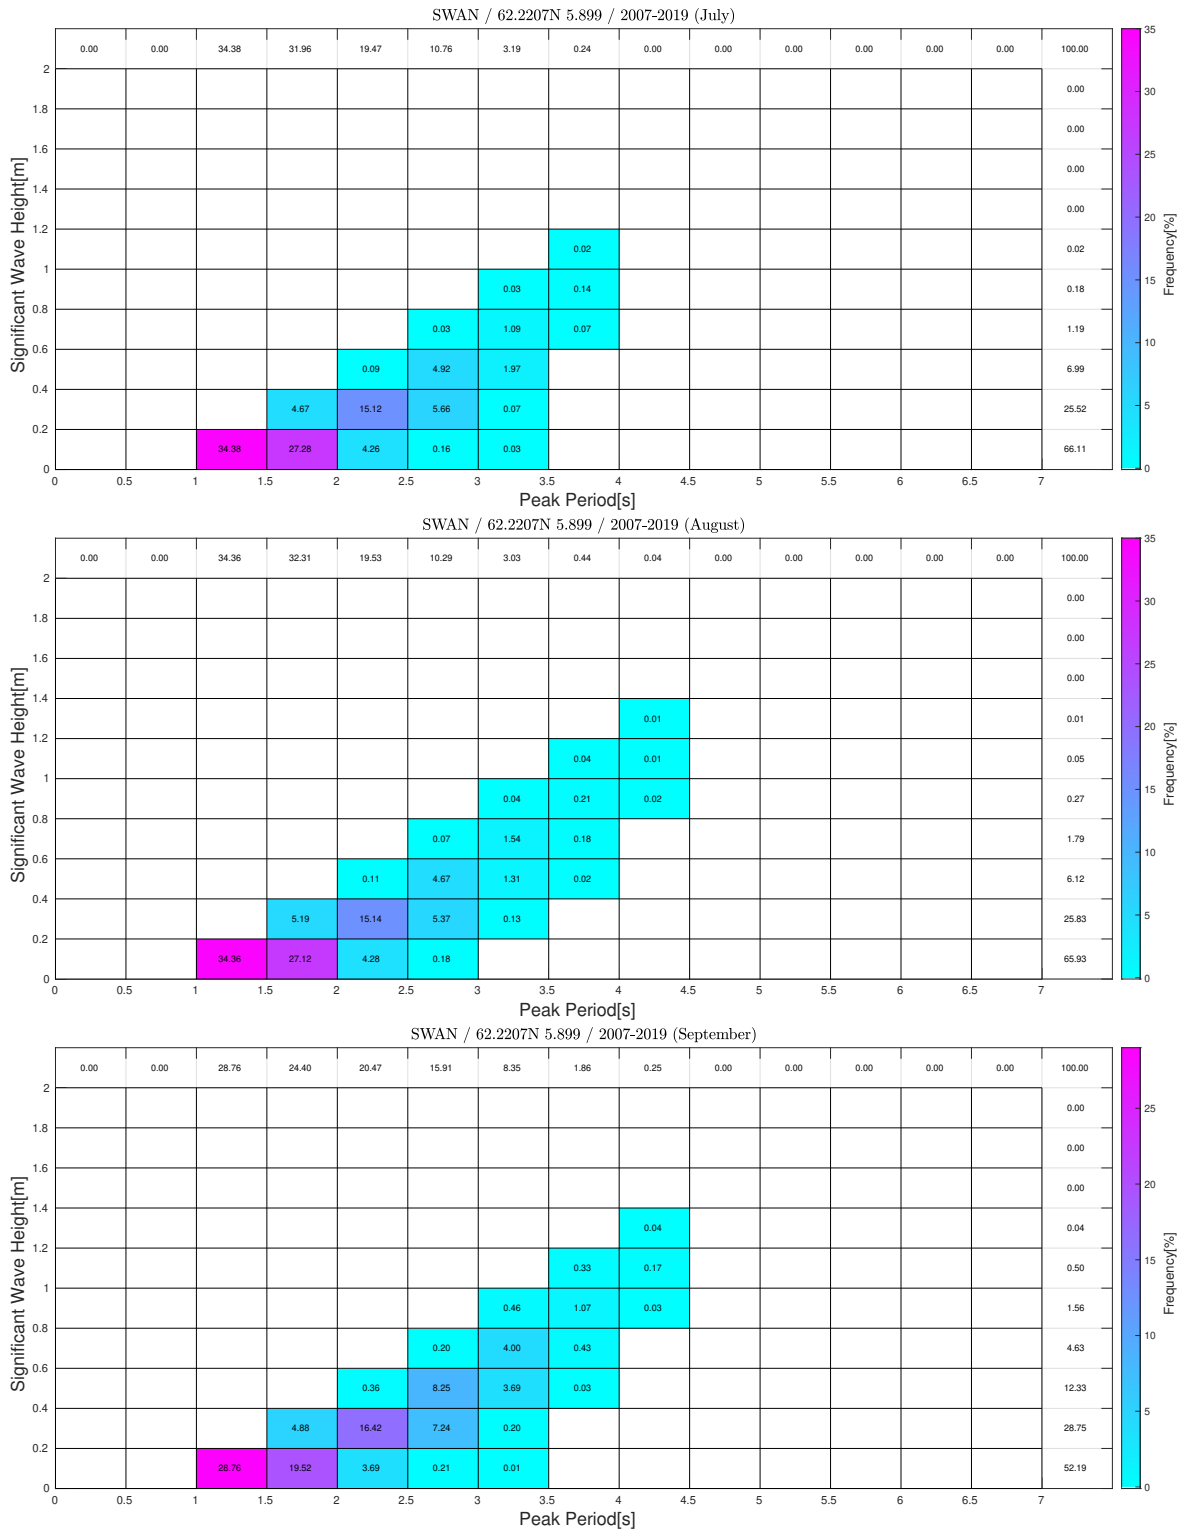 SWAN / 62.2207N 5.899 / 2007-2019 (July)
0.00 0.00 34.38 31.96 19.47 10.76 3.19 0.24 0.00 0.00 0.00 0.00 0.00 0.00 100.00
35
2
0.00
1.8
30
0.00
1.6
25
0.00
1.4
0.00
1.2
20
0.02 0.02
1
15
0.03 0.14 0.18
0.8
0.03 1.09 0.07 1.19
0.6
10
0.09 4.92 1.97 6.99
0.4
5
4.67 15.12 5.66 0.07 25.52
0.2
34.38 27.28 4.26 0.16 0.03 66.11
0
0
0 0.5 1 1.5 2 2.5 3 3.5 4 4.5 5 5.5 6 6.5 7
Significant Wave Height[m]
Frequency[%]
Peak Period[s]
SWAN / 62.2207N 5.899 / 2007-2019 (August)
0.00 0.00 34.36 32.31 19.53 10.29 3.03 0.44 0.04 0.00 0.00 0.00 0.00 0.00 100.00
35
2
0.00
1.8
30
0.00
1.6
25
0.00
1.4
0.01 0.01
1.2
20
0.04 0.01 0.05
1
15
0.04 0.21 0.02 0.27
0.8
0.07 1.54 0.18 1.79
0.6
10
0.11 4.67 1.31 0.02 6.12
0.4
5
5.19 15.14 5.37 0.13 25.83
0.2
34.36 27.12 4.28 0.18 65.93
0
0
0 0.5 1 1.5 2 2.5 3 3.5 4 4.5 5 5.5 6 6.5 7
Significant Wave Height[m]
Frequency[%]
Peak Period[s]
SWAN / 62.2207N 5.899 / 2007-2019 (September)
0.00 0.00 28.76 24.40 20.47 15.91 8.35 1.86 0.25 0.00 0.00 0.00 0.00 0.00 100.00
2
0.00
25
1.8
0.00
1.6
20
0.00
1.4
0.04 0.04
1.2
15
0.33 0.17 0.50
1
0.46 1.07 0.03 1.56
0.8
10
0.20 4.00 0.43 4.63
0.6
0.36 8.25 3.69 0.03 12.33
0.4
5
4.88 16.42 7.24 0.20 28.75
0.2
28.76 19.52 3.69 0.21 0.01 52.19
0
0
0 0.5 1 1.5 2 2.5 3 3.5 4 4.5 5 5.5 6 6.5 7
Significant Wave Height[m]
Frequency[%]
Peak Period[s]